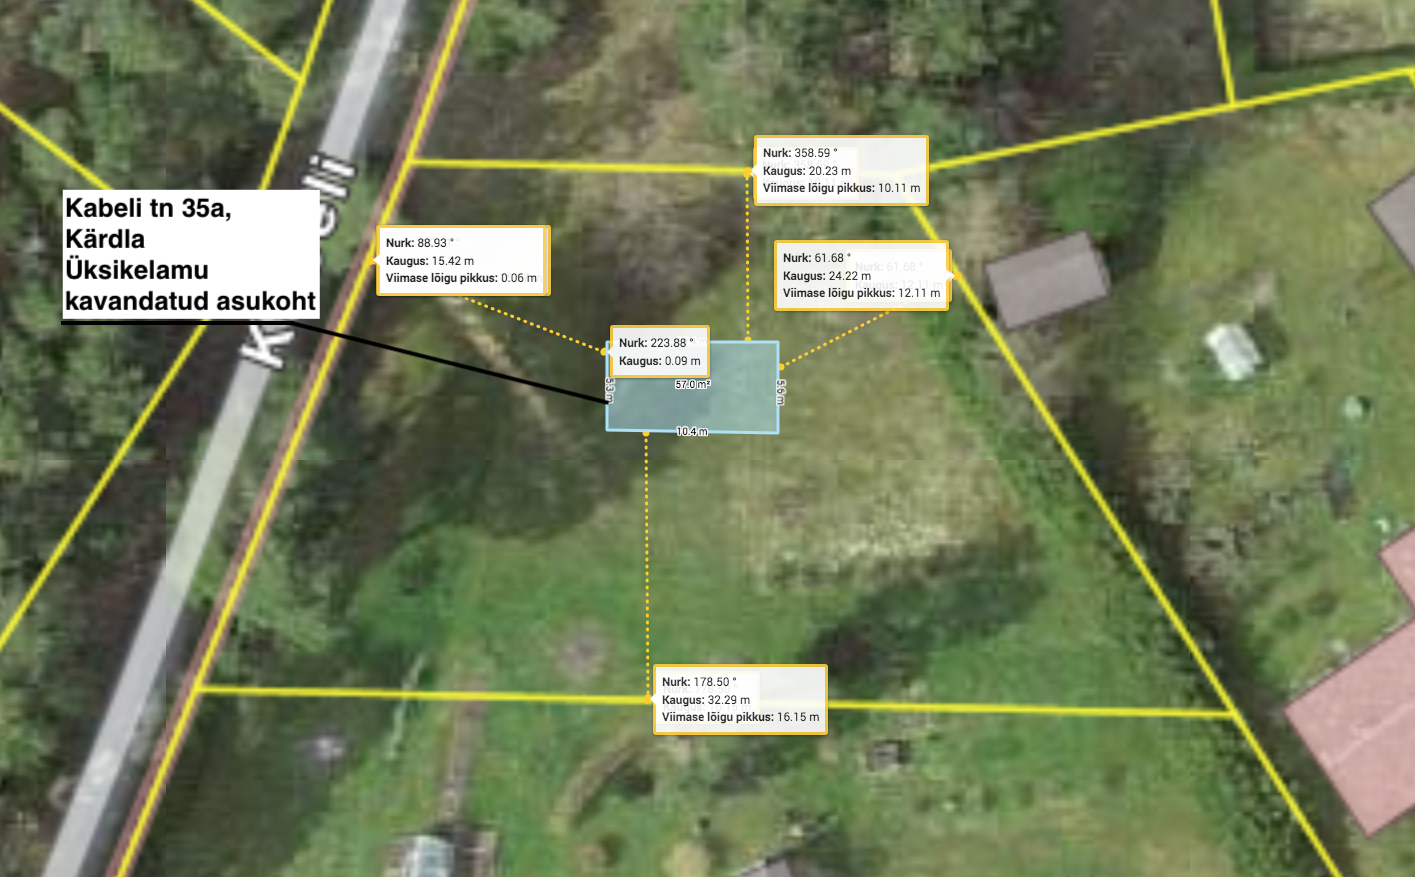 Nurk: 358.59 °
Kaugus: 20.23 m
Viimase lõigu pikkus: 10.11 m
Kabeli tn 35a,
Kärdla
Üksikelamu
kavandatud asukoht
Nurk: 88.93 °
Kaugus: 15.42 m
Viimase lõigu pikkus: 0.06 m
Nurk: 61.68 °
Kaugus: 24.22 m
Viimase lõigu pikkus: 12.11 m
Nurk: 223.88 °
Kaugus: 0.09 m
5.3 m
57.0 m²
5.6 m
10.4 m
Nurk: 178.50 °
Kaugus: 32.29 m
Viimase lõigu pikkus: 16.15 m